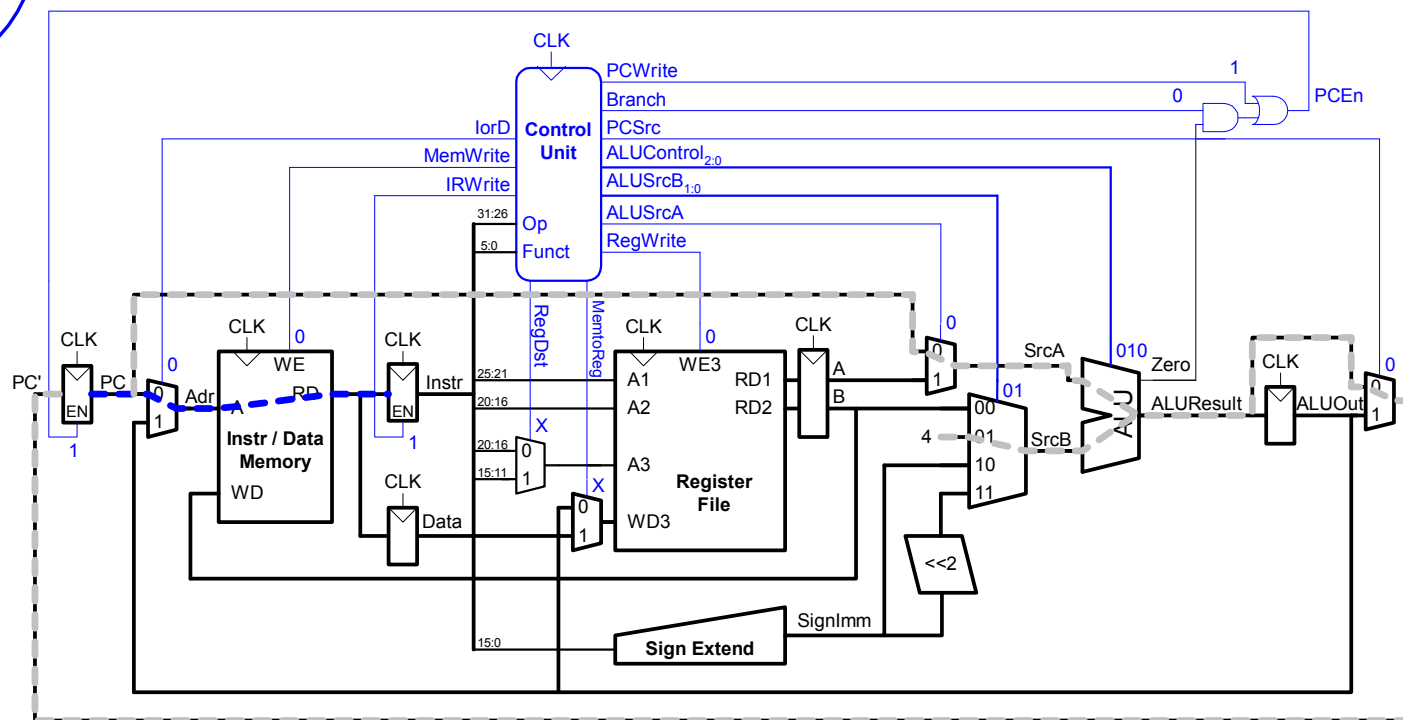 CLK
PCWrite
1
Branch
0
PCEn
IorD
Control
Unit
PCSrc
MemWrite
ALUControl2:0
IRWrite
ALUSrcB1:0
31:26
Op
ALUSrcA
5:0
Funct
RegWrite
RegDst
MemtoReg
CLK
CLK
0
CLK
CLK
0
CLK
0
0
010
Zero
CLK
0
PC'
PC
EN
1
0
1
Adr
A
WE
RD
Instr / Data
Memory
WD
EN
1
Instr
25:21
20:16
20:16
15:11
X
0
1
A1
A2
A3
WD3
WE3
RD1
RD2
Register
File
A
B
0
1
SrcA
01
00
01
10
11
4
SrcB
ALU
ALUResult
ALUOut
0
1
CLK
Data
X
0
1
<<2
SignImm
15:0
Sign Extend